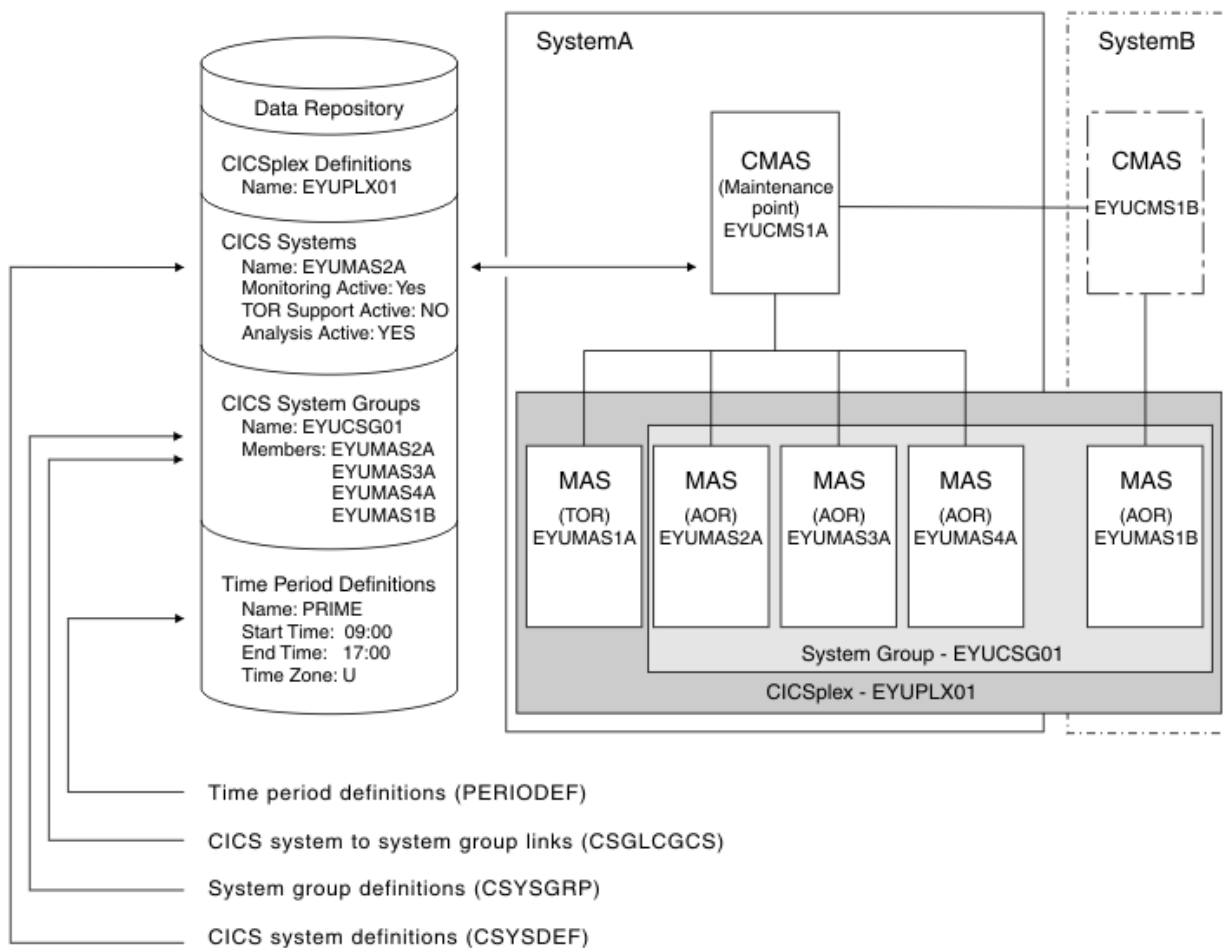 Data Repository
CICSplex Definitions
Name: EYUPLX01
CICS Systems
Name: EYUMAS2A
Monitoring Active: Yes
TOR Support Active: NO
Analysis Active: YES
CICS System Groups
Name: EYUCSG01
Members: EYUMAS2A
EYUMAS3A
EYUMAS4A
EYUMAS1B
Time Period Definitions
Name: PRIME
Start Time: 09:00
End Time: 17:00
Time Zone: U
SystemA
CMAS
(Maintenance
point)
EYUCMS1A
SystemB
CMAS
EYUCMS1B
MAS
(TOR)
EYUMAS1A
MAS
(AOR)
EYUMAS2A
MAS
(AOR)
EYUMAS3A
MAS
(AOR)
EYUMAS4A
MAS
(AOR)
EYUMAS1B
System Group - EYUCSG01
CICSplex - EYUPLX01
Time period definitions (PERIODEF)
CICS system to system group links (CSGLCGCS)
System group definitions (CSYSGRP)
CICS system definitions (CSYSDEF)